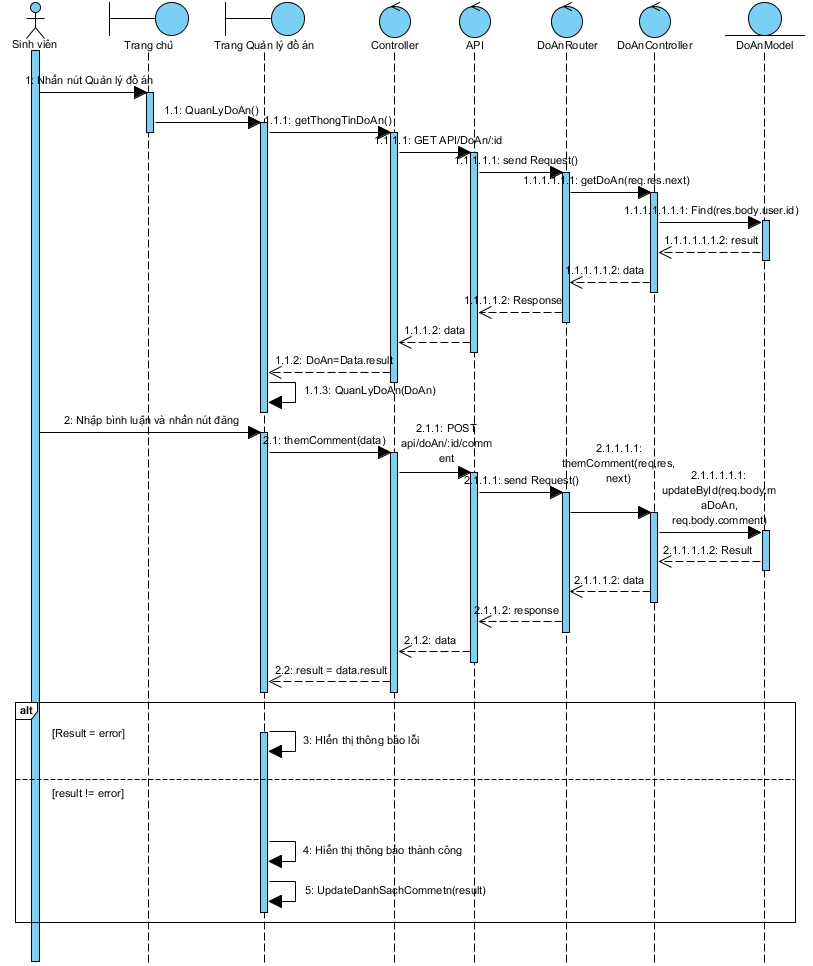 Sinh viên
Trang chủ
Trang Quản lý đồ án
Controller
API
DoAnRouter
DoAnController
DoAnModel
1: Nhấn nút Quản lý đồ án
1.1: QuanLyDoAn()
1.1.1: getThongTinDoAn()
1.1.1.1: GET API/DoAn/:id
1.1.1.1.1: send Request()
1.1.1.1.1.1: getDoAn(req.res.next)
1.1.1.1.1.1.1: Find(res.body.user.id)
1.1.1.1.1.1.2: result
1.1.1.1.1.2: data
1.1.1.1.2: Response
1.1.1.2: data
1.1.2: DoAn=Data.result
1.1.3: QuanLyDoAn(DoAn)
2: Nhập bình luận và nhấn nút đăng
2.1: themComment(data)
2.1.1: POST
api/doAn/:id/comm
ent
2.1.1.1: send Request()
2.1.1.1.1:
themComment(req,res,
next)
2.1.1.1.1.1:
updateById(req.body.m
aDoAn,
req.body.comment)
2.1.1.1.1.2: Result
2.1.1.1.2: data
2.1.1.2: response
2.1.2: data
2.2: result = data.result
alt
[Result = error]
3: HIển thị thông báo lỗi
[result != error]
4: Hiển thị thông báo thành công
5: UpdateDanhSachCommetn(result)